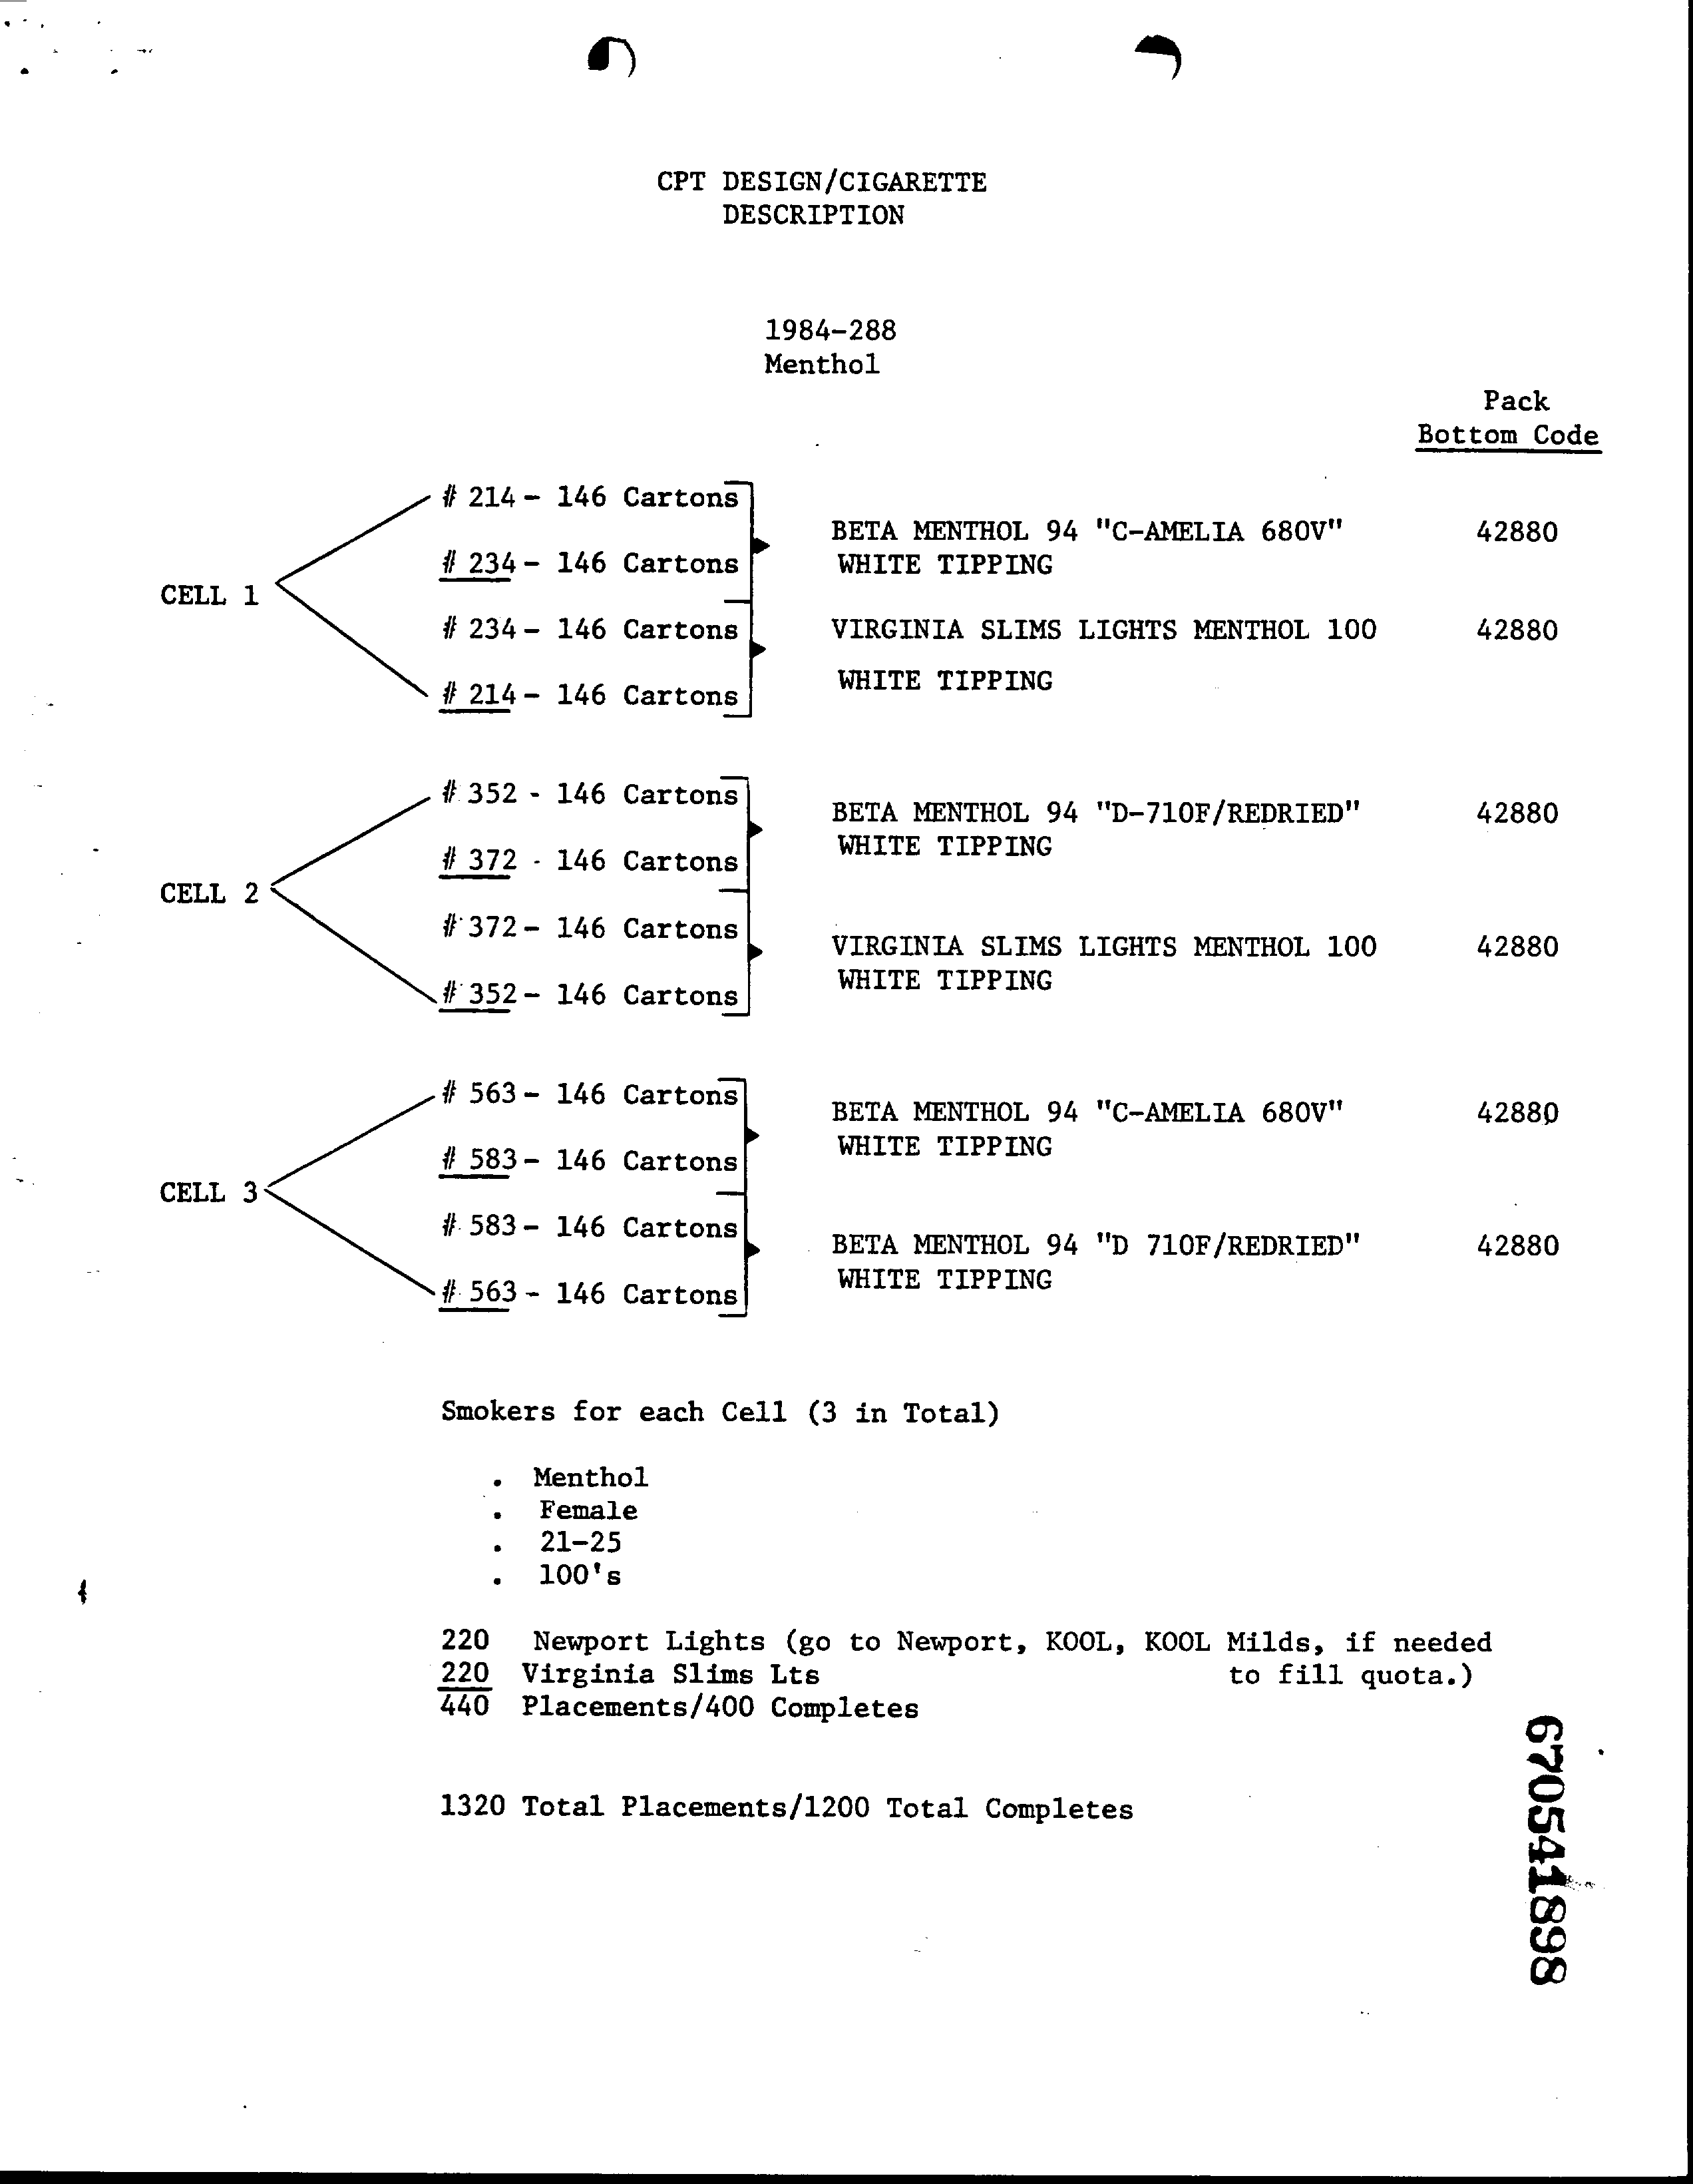 CPT DESIGN/CIGARETTE
DESCRIPTION
1984-288
Menthol
Pack
Bottom Code
CELL 1
# 214 - 146 Cartons
# 234 - 146 Cartons
BETA MENTHOL 94 "C-AMELIA 680V" 42880
WHITE TIPPING
# 234 - 146 Cartons
# 214 - 146 Cartons
VIRGINIA SLIMS LIGHTS MENTHOL 100 42880
WHITE TIPPING
CELL 2
# 352 - 146 Cartons
# 372 - 146 Cartons
BETA MENTHOL 94 "D-710F/REDRIED" 42880
WHITE TIPPING
# 372 - 146 Cartons
# 352 - 146 Cartons
VIRGINIA SLIMS LIGHTS MENTHOL 100 42880
WHITE TIPPING
CELL 3
# 563 - 146 Cartons
# 583 - 146 Cartons
BETA MENTHOL 94 "C-AMELIA 680V" 42880
WHITE TIPPING
# 583 - 146 Cartons
# 563 - 146 Cartons
BETA MENTHOL 94 "D 710F/REDRIED" 42880
WHITE TIPPING
Smokers for each Cell (3 in Total)
. Menthol
. Female
. 21-25
. 100's
220 Newport Lights (go to Newport, KOOL, KOOL Milds, if needed
220 Virginia Slims Lts to fill quota.)
440 Placements/400 Completes
1320 Total Placements/1200 Total Completes
670541898